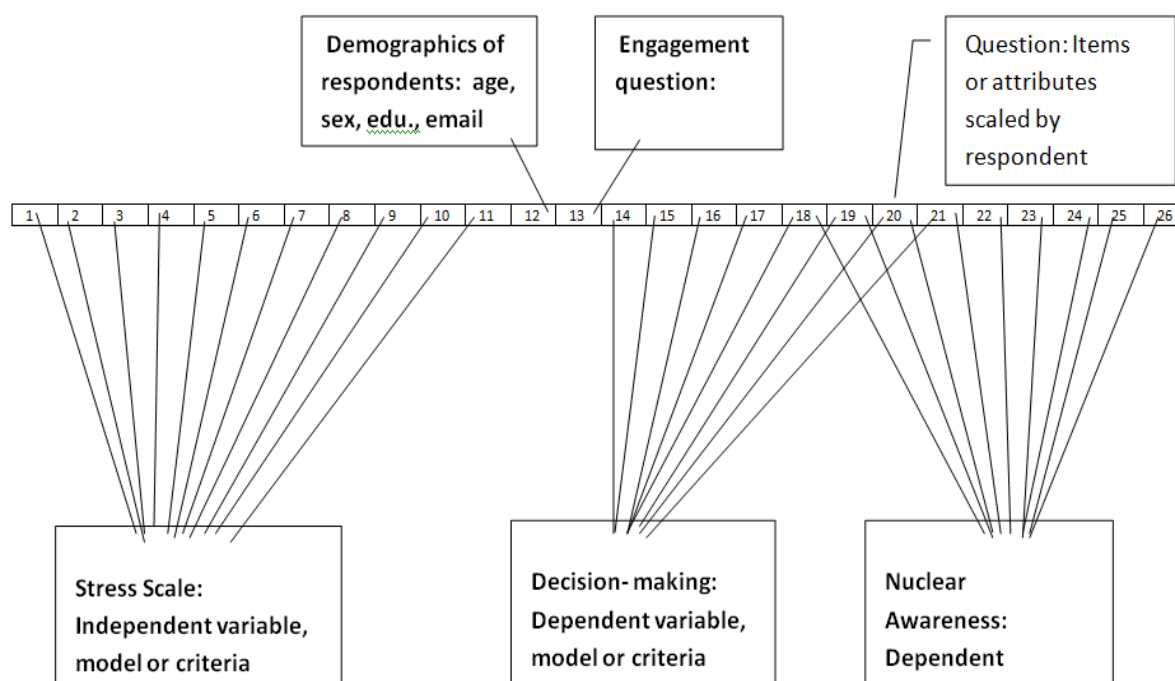 Demographics of
respondents: age,
sex, edu., email
Engagement
question:
Question: Items
or attributes
scaled by
respondent
1 2 3 4 5 6 7 8 9 10 11 12 13 14 15 16 17 18 19 20 21 22 23 24 25 26
Stress Scale:
Independent variable,
model or criteria
Decision- making:
Dependent variable,
model or criteria
Nuclear
Awareness:
Dependent